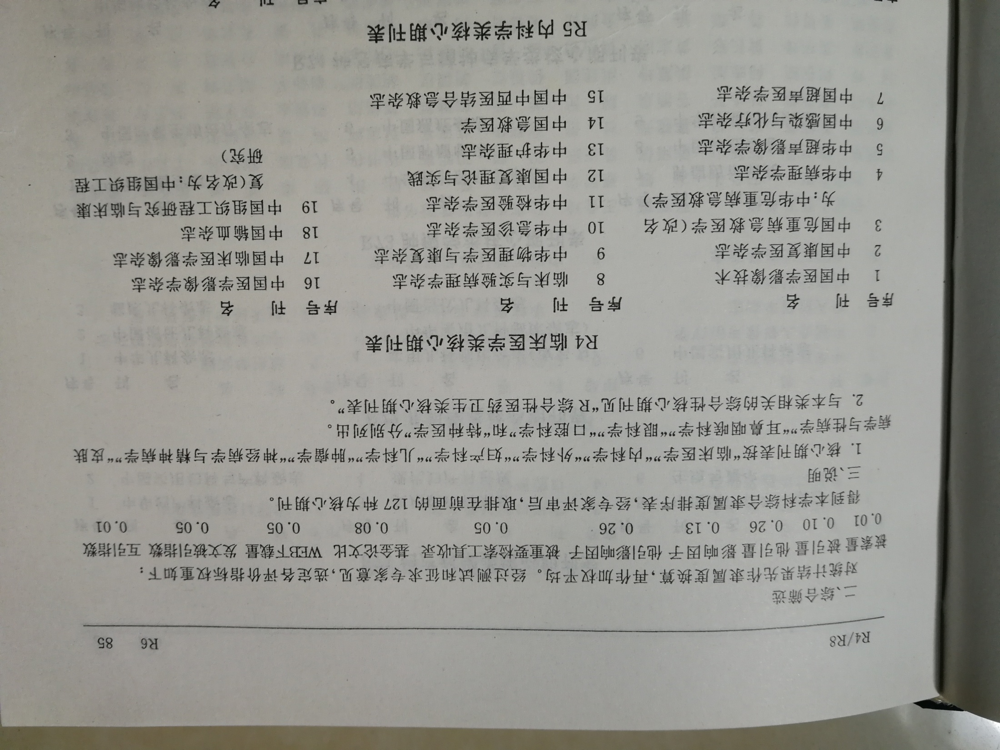 R4/R8 R6 85
二、综合筛选
对统计结果先作隶属度换算,再作加权平均。经过测试和征求专家意见,选定各评价指标权重如下:
被索量 被引量 他引量 影响因子 他引影响因子 被重要检索工具收录 基金论文比 WEB下载量 发文被引指数 互引指数
0.01 0.10 0.26 0.13 0.26 0.05 0.08 0.05 0.05 0.01
得到本学科综合隶属度排序表,经专家评审后,取排在前面的 127 种为核心期刊。
三、说明
1. 核心期刊表按“临床医学”“内科学”“外科学”“妇产科学”“儿科学”“肿瘤学”“神经病学与精神病学”“皮肤
病学与性病学”“耳鼻咽喉科学”“眼科学”“口腔科学”和“特种医学”分别列出。
2. 与本类相关的综合性核心期刊见“R 综合性医药卫生类核心期刊表”。
R4 临床医学类核心期刊表
序号 刊 名
1 中国医学影像技术
2 中国康复医学杂志
3 中国危重病急救医学(改名
为:中华危重病急救医学)
4 中华病理学杂志
5 中华超声影像学杂志
6 中国感染与化疗杂志
7 中国超声医学杂志
序号 刊 名
8 临床与实验病理学杂志
9 中华物理医学与康复杂志
10 中华急诊医学杂志
11 中华检验医学杂志
12 中国康复理论与实践
13 中华护理杂志
14 中国急救医学
15 中国中西医结合急救杂志
序号 刊 名
16 中国医学影像学杂志
17 中国临床医学影像杂志
18 中国输血杂志
19 中国组织工程研究与临床康
复(改名为:中国组织工程
研究)
R5 内科学类核心期刊表